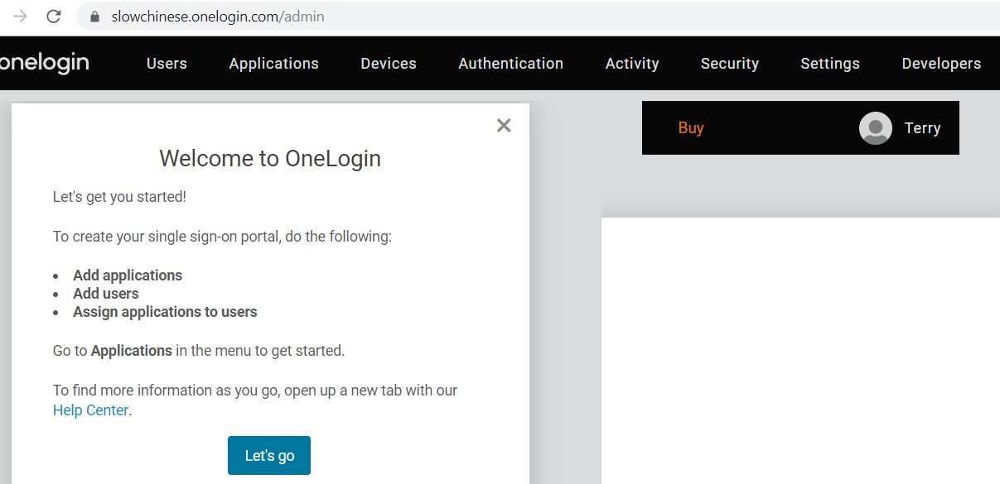 slowchinese.onelogin.com/admin
onelogin Users Applications Devices Authentication Activity Security Settings Developers
Buy Terry
Welcome to OneLogin
Let's get you started!
To create your single sign-on portal, do the following:
• Add applications
• Add users
• Assign applications to users
Go to Applications in the menu to get started.
To find more information as you go, open up a new tab with our
Help Center.
Let's go